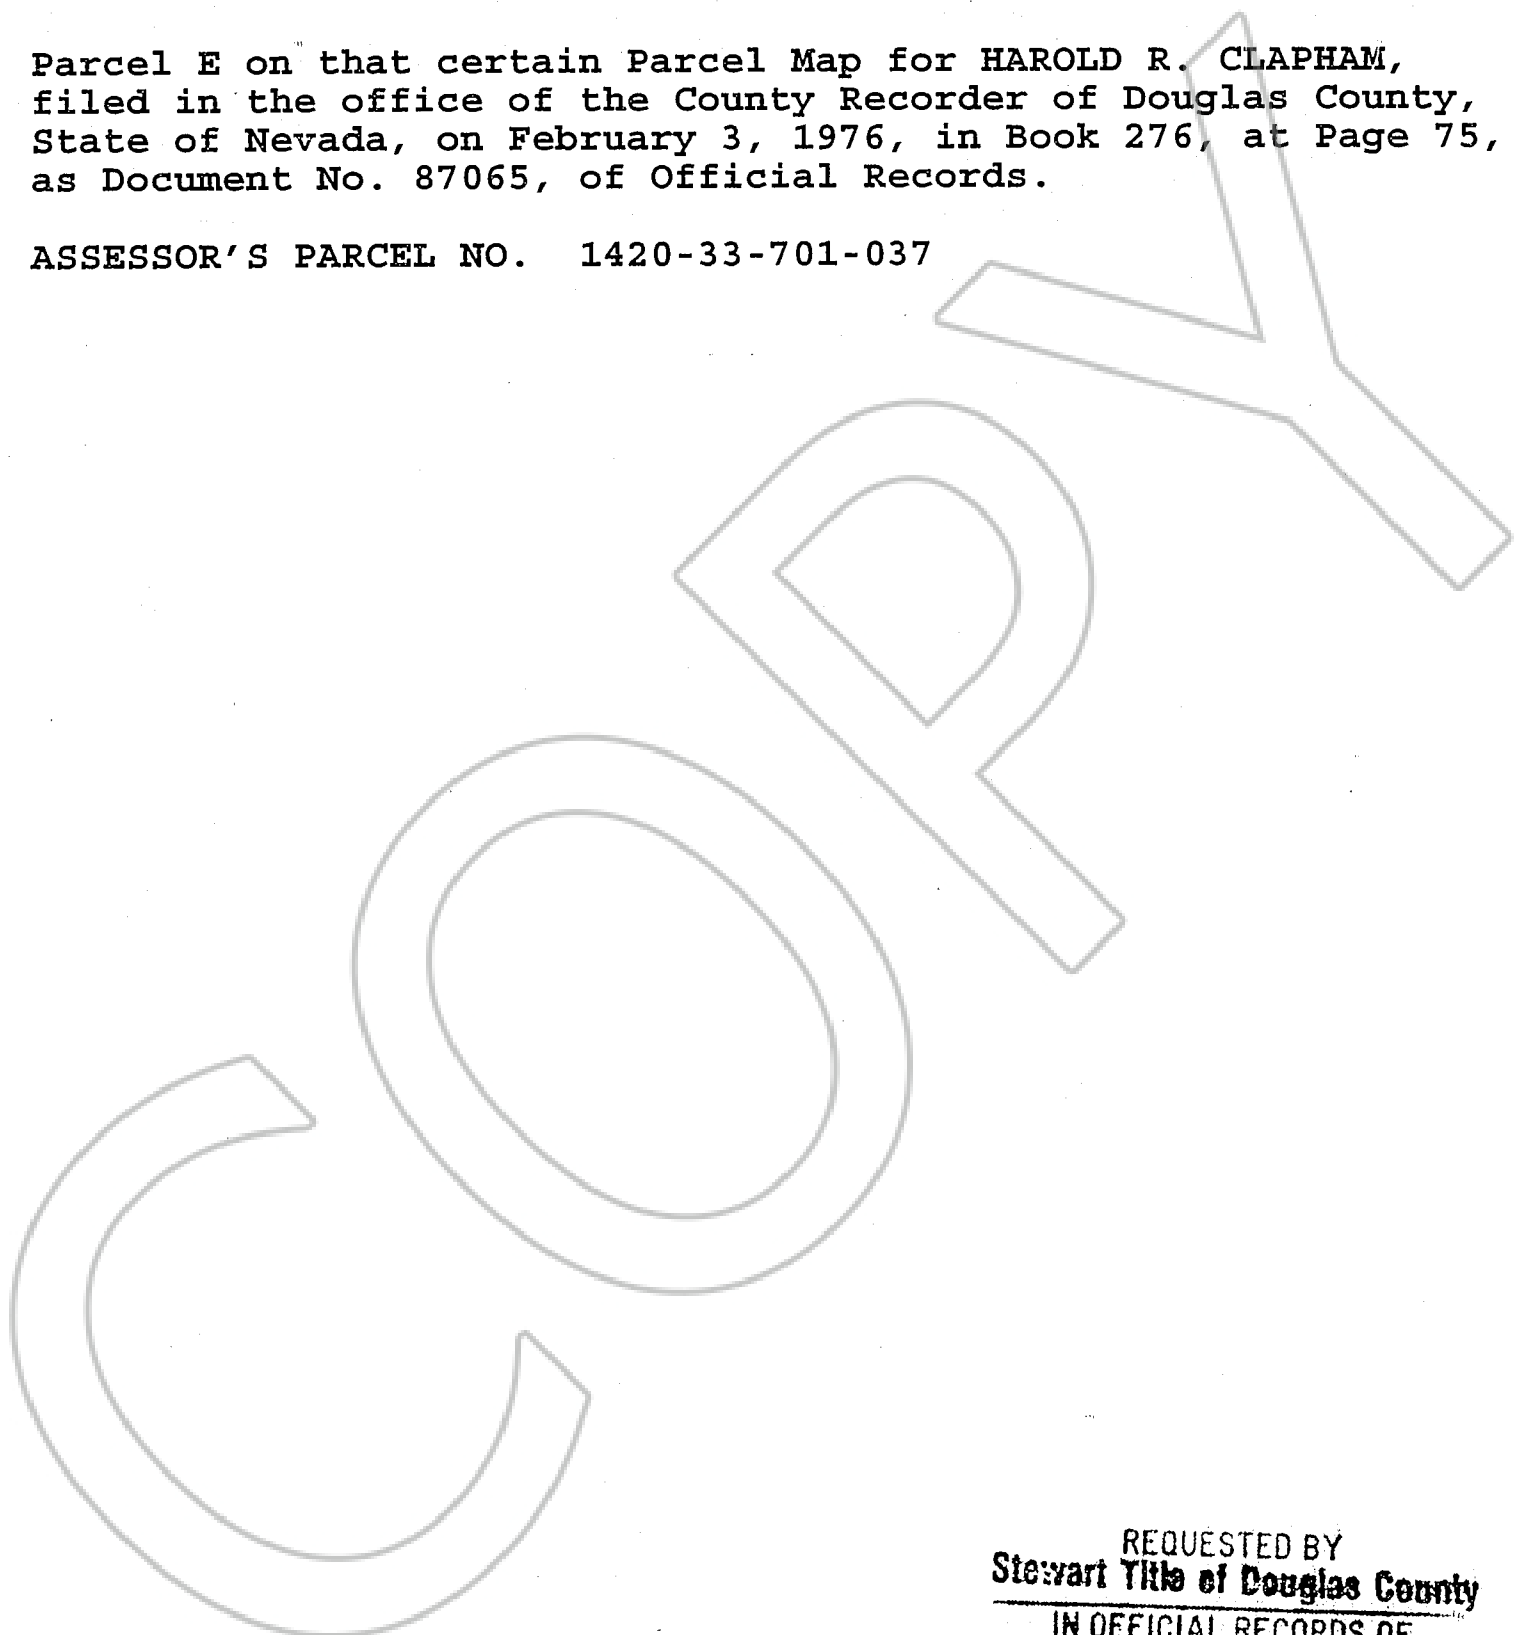 Parcel E on that certain Parcel Map for HAROLD R. CLAPHAM,
filed in the office of the County Recorder of Douglas County,
State of Nevada, on February 3, 1976, in Book 276, at Page 75,
as Document No. 87065, of Official Records.
ASSESSOR'S PARCEL NO. 1420-33-701-037
COPY
REQUESTED BY
Stewart Title of Douglas County
IN OFFICIAL RECORDS OF